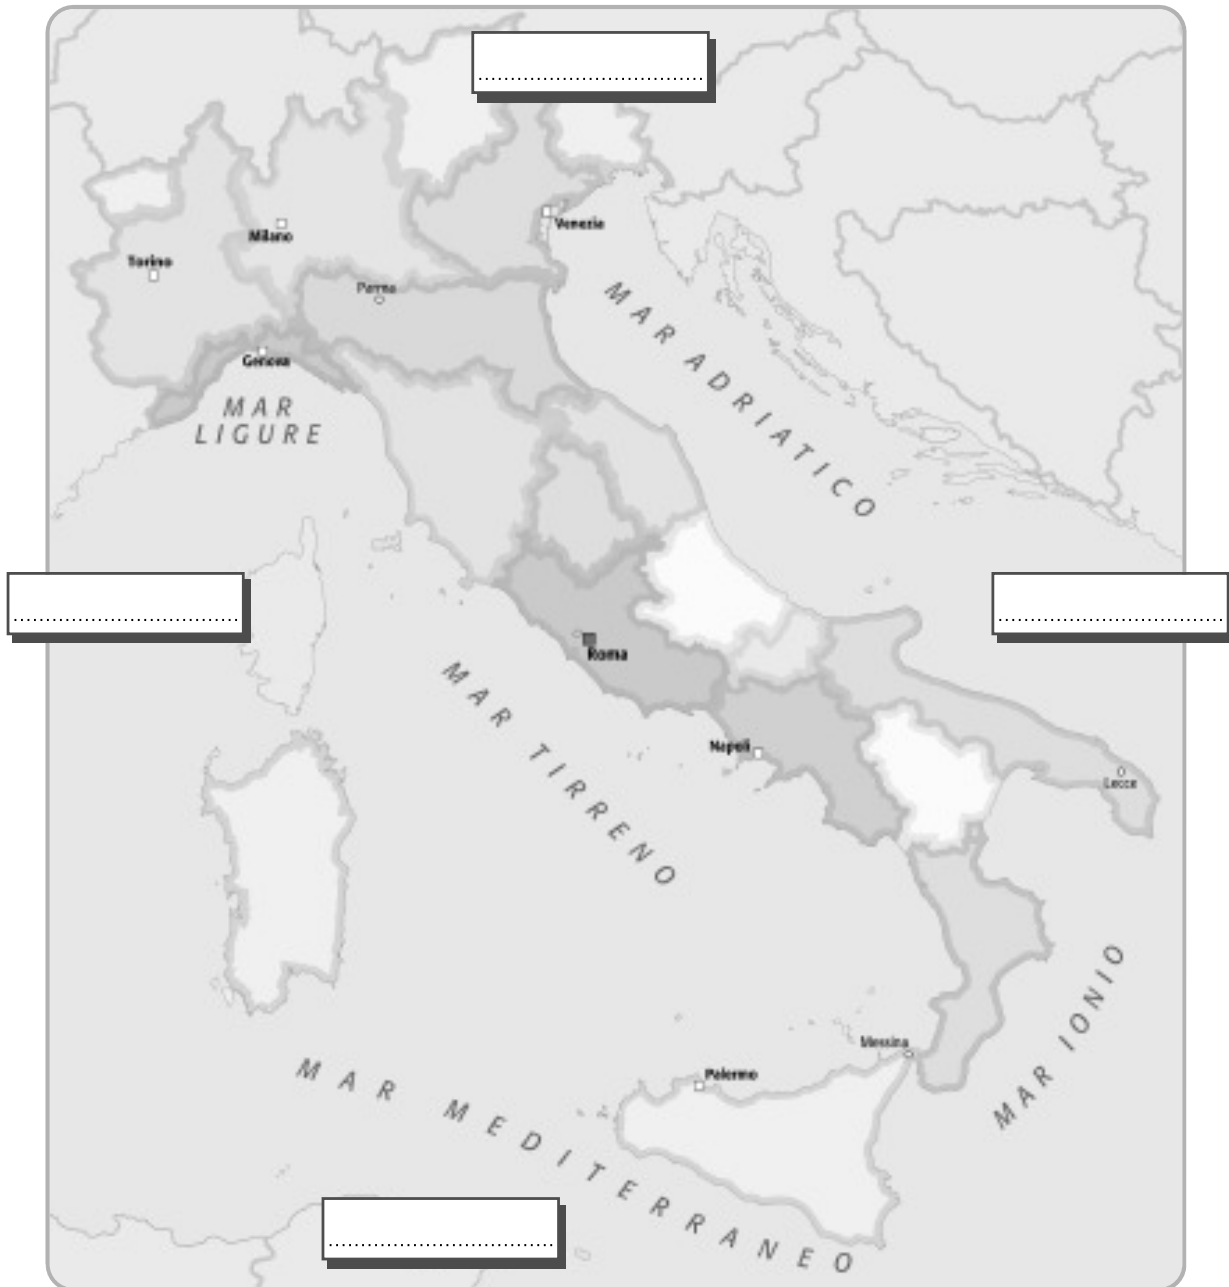 Venezia
Milano
Torino
Parma
Genova
MAR
LIGURE
MAR ADRIATICO
Roma
MAR TIRRENO
Napoli
Lecce
MAR IONIO
Messina
Palermo
MAR MEDITERRANEO